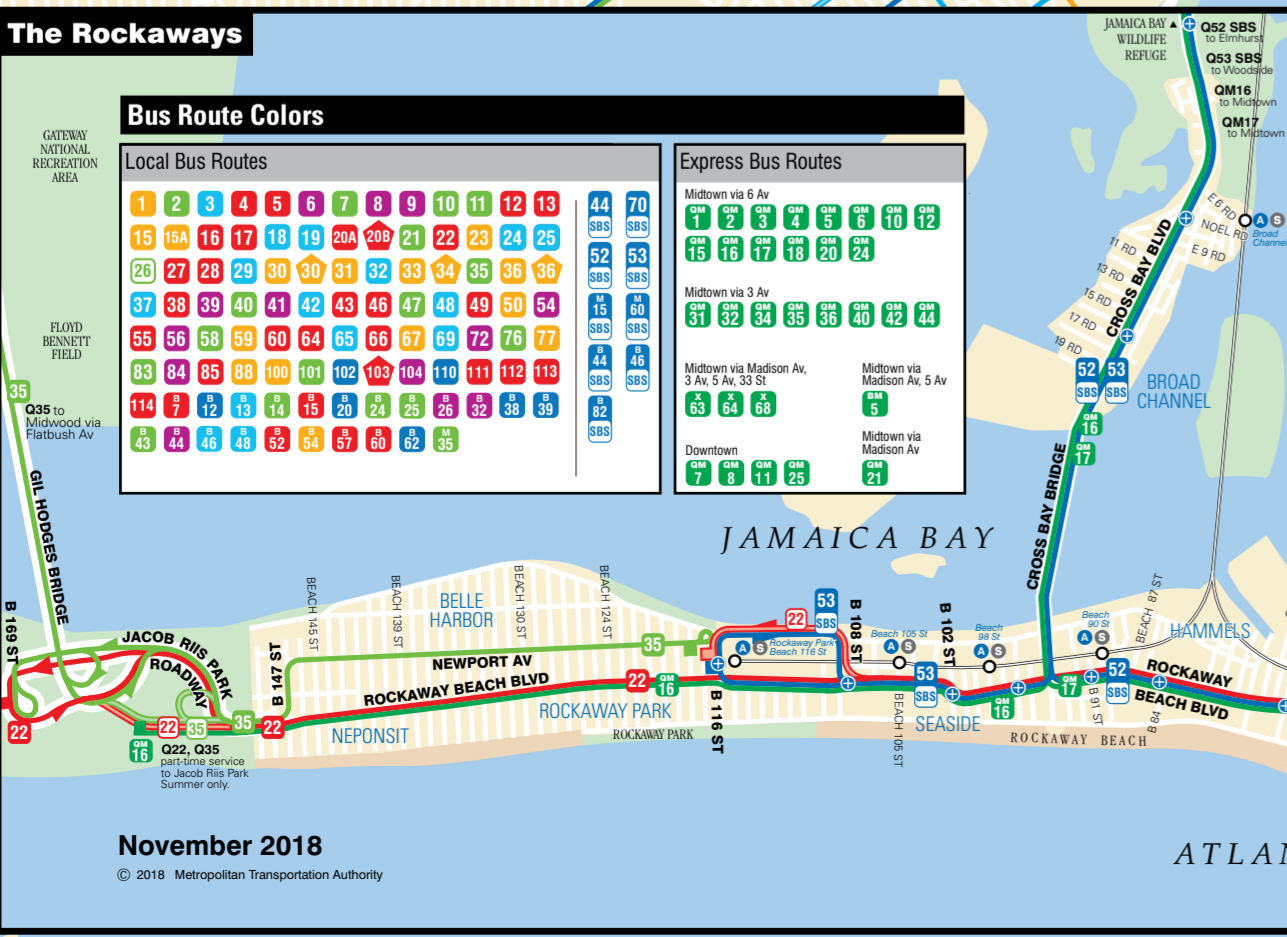 The Rockaways
JAMAICA BAY ▲
WILDLIFE
REFUGE
Q52 SBS
to Elmhurst
Q53 SBS
to Woodside
QM16
to Midtown
QM17
to Midtown
GATEWAY
NATIONAL
RECREATION
AREA
FLOYD
BENNETT
FIELD
Bus Route Colors
Local Bus Routes
1 2 3 4 5 6 7 8 9 10 11 12 13
15 15A 16 17 18 19 20A 20B 21 22 23 24 25
26 27 28 29 30 30 31 32 33 34 35 36 36
37 38 39 40 41 42 43 46 47 48 49 50 54
55 56 58 59 60 64 65 66 67 69 72 76 77
83 84 85 88 100 101 102 103 104 110 111 112 113
114 B 7 B 12 B 13 B 14 B 15 B 20 B 24 B 25 B 26 B 32 B 38 B 39
B 43 B 44 B 46 B 48 B 52 B 54 B 57 B 60 B 62 M 35
44 SBS 70 SBS
52 SBS 53 SBS
M 15 SBS M 60 SBS
B 44 SBS B 46 SBS
B 82 SBS
Express Bus Routes
Midtown via 6 Av
QM 1 QM 2 QM 3 QM 4 QM 5 QM 6 QM 10 QM 12
QM 15 QM 16 QM 17 QM 18 QM 20 QM 24
Midtown via 3 Av
QM 31 QM 32 QM 34 QM 35 QM 36 QM 40 QM 42 QM 44
Midtown via Madison Av,
3 Av, 5 Av, 33 St
X 63 X 64 X 68
Midtown via
Madison Av, 5 Av
BM 5
Downtown
QM 7 QM 8 QM 11 QM 25
Midtown via
Madison Av
QM 21
E 6 RD
NOEL RD
A S
Broad
Channel
E 9 RD
11 RD
13 RD
15 RD
17 RD
19 RD
CROSS BAY BLVD
52 SBS 53 SBS
BROAD
CHANNEL
QM 16
QM 17
CROSS BAY BRIDGE
JAMAICA BAY
35
Q35 to
Midwood via
Flatbush Av
GIL HODGES BRIDGE
B 169 ST
JACOB RIIS PARK
ROADWAY
22
QM 16
22 35
Q22, Q35
part-time service
to Jacob Riis Park
Summer only.
35
22
B 147 ST
BEACH 145 ST
BEACH 139 ST
BEACH 130 ST
BEACH 124 ST
BELLE
HARBOR
NEWPORT AV
35
ROCKAWAY BEACH BLVD
22 QM 16
NEPONSIT
ROCKAWAY PARK
ROCKAWAY PARK
B 116 ST
A S
Rockaway Park
Beach 116 St
22
53 SBS
B 108 ST
Beach 105 St
A S
BEACH 105 ST
53 SBS
B 102 ST
SEASIDE
Beach
98 St
A S
QM 16
QM 17
Beach
90 St
A S
B 91 ST
52 SBS
BEACH 87 ST
B 84
HAMMELS
ROCKAWAY
BEACH BLVD
ROCKAWAY BEACH
November 2018
© 2018 Metropolitan Transportation Authority
ATLAN